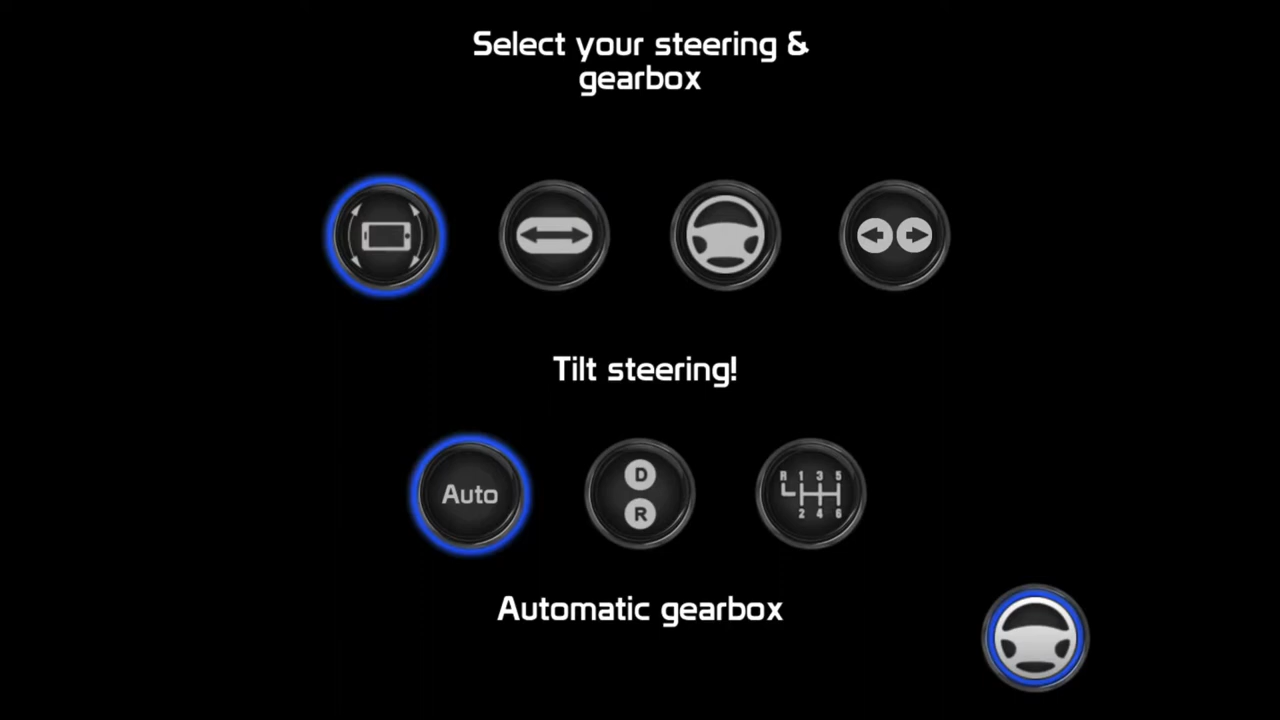 Select your steering &
gearbox
Tilt steering!
Auto
D
R
R 1 3 5
2 4 6
Automatic gearbox